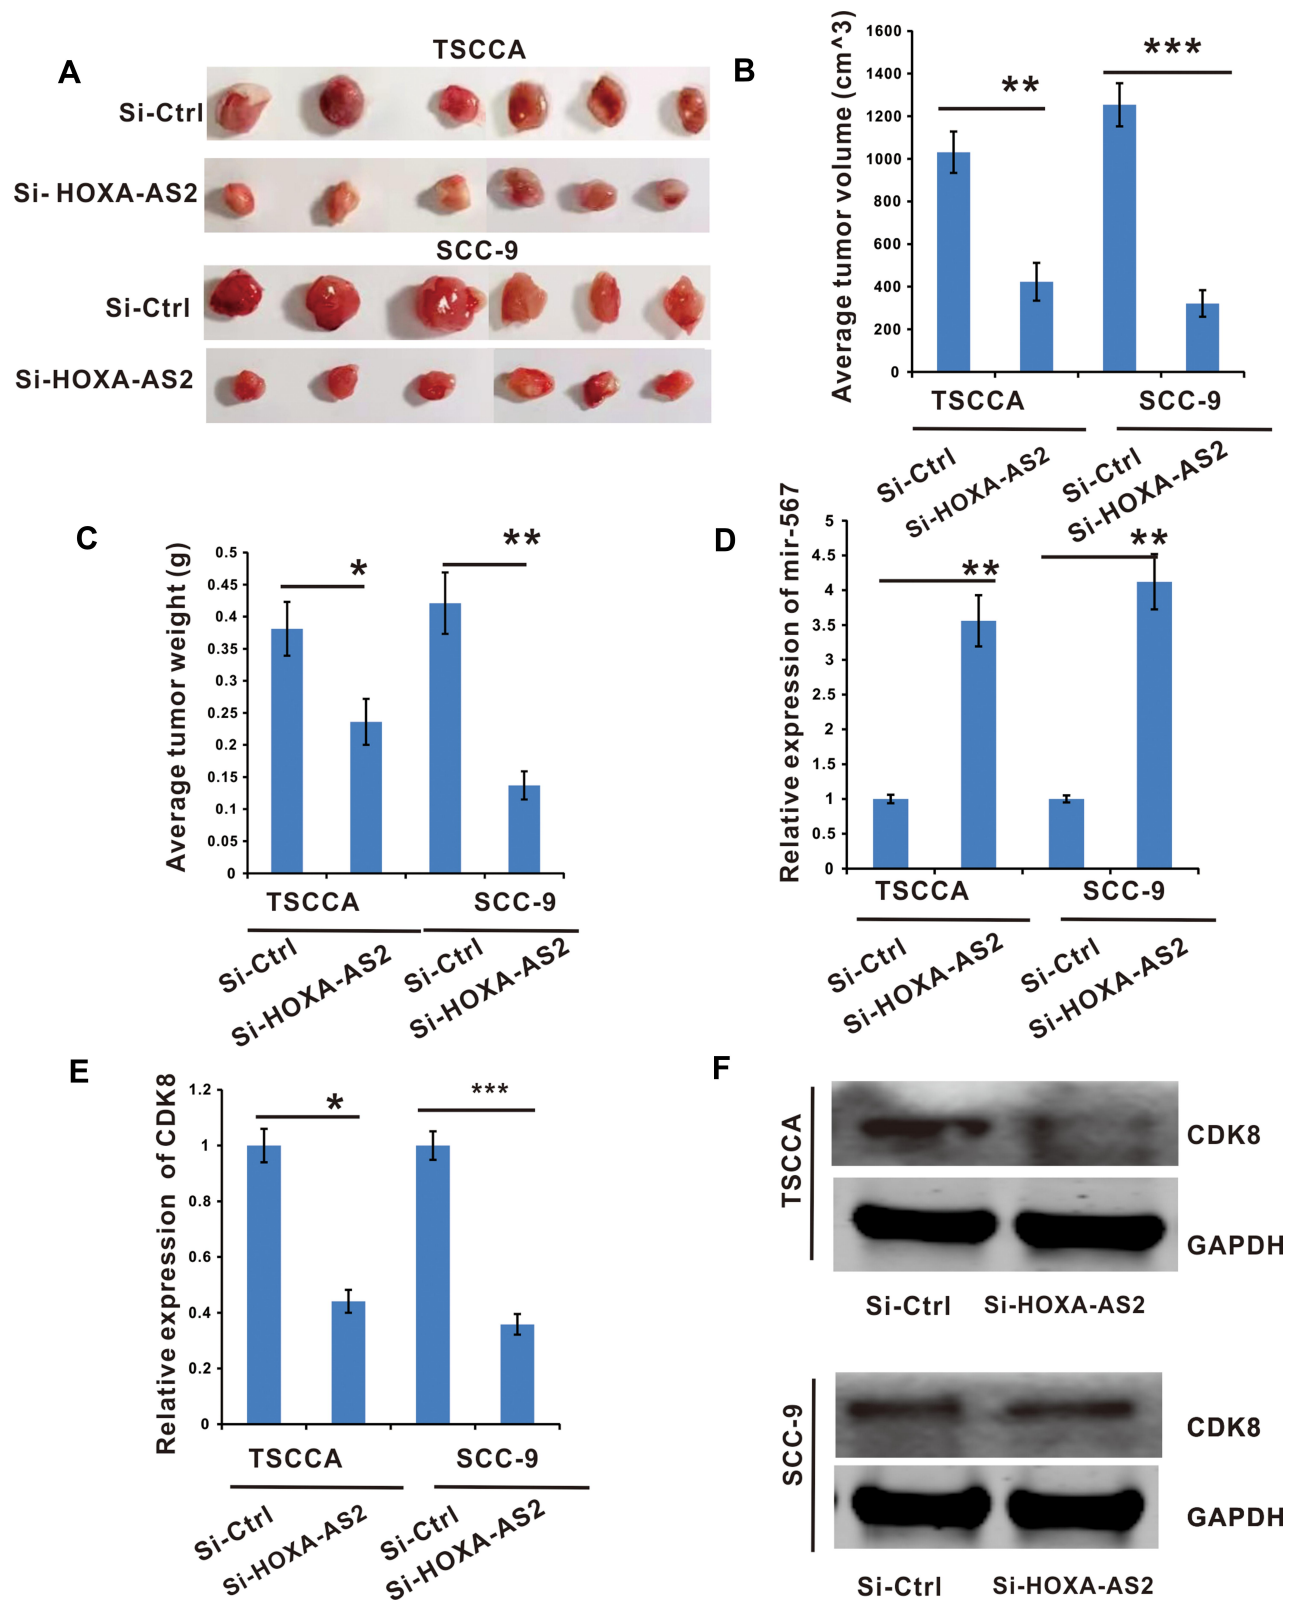 A
TSCCA
Si-Ctrl
Si- HOXA-AS2
SCC-9
Si-Ctrl
Si-HOXA-AS2
B
Average tumor volume (cm^3)
1600
1400
1200
1000
800
600
400
200
0
**
***
TSCCA
SCC-9
Si-Ctrl
Si-HOXA-AS2
Si-Ctrl
Si-HOXA-AS2
C
Average tumor weight (g)
0.5
0.45
0.4
0.35
0.3
0.25
0.2
0.15
0.1
0.05
0
*
**
TSCCA
SCC-9
Si-Ctrl
Si-HOXA-AS2
Si-Ctrl
Si-HOXA-AS2
D
Relative expression of mir-567
5
4.5
4
3.5
3
2.5
2
1.5
1
0.5
0
**
**
TSCCA
SCC-9
Si-Ctrl
Si-HOXA-AS2
Si-Ctrl
Si-HOXA-AS2
E
Relative expression of CDK8
1.2
1
0.8
0.6
0.4
0.2
0
*
***
TSCCA
SCC-9
Si-Ctrl
Si-HOXA-AS2
Si-Ctrl
Si-HOXA-AS2
F
TSCCA
CDK8
GAPDH
Si-Ctrl
Si-HOXA-AS2
SCC-9
CDK8
GAPDH
Si-Ctrl
Si-HOXA-AS2